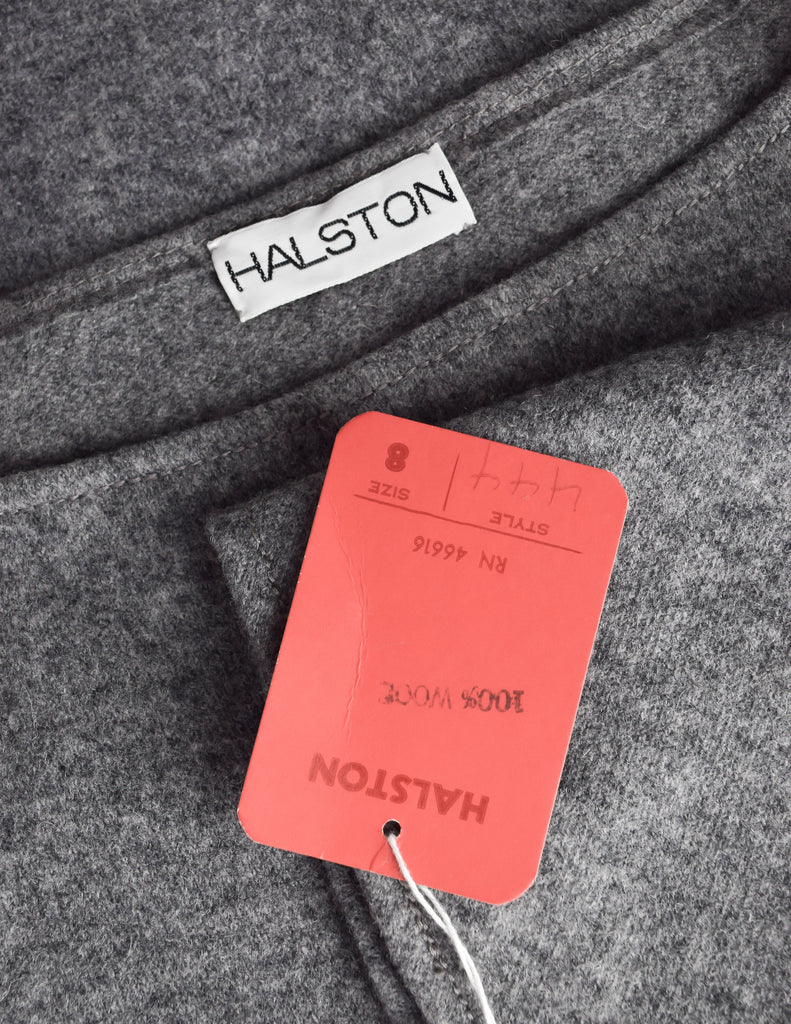 HALSTON
HALSTON
100% WOOL
RN 46616
STYLE SIZE
444 8